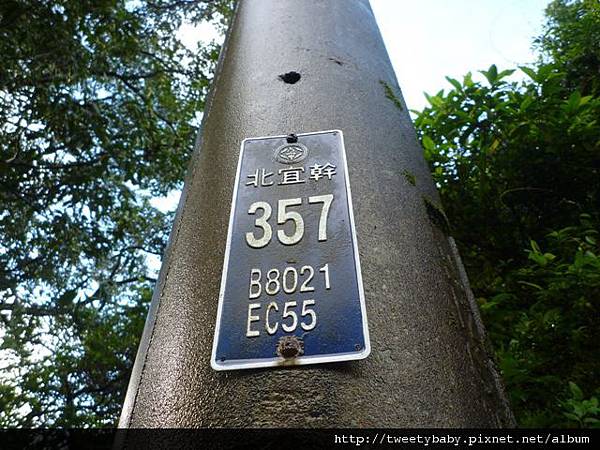 北宜幹
357
B8021
EC55
http://tweetybaby.pixnet.net/album